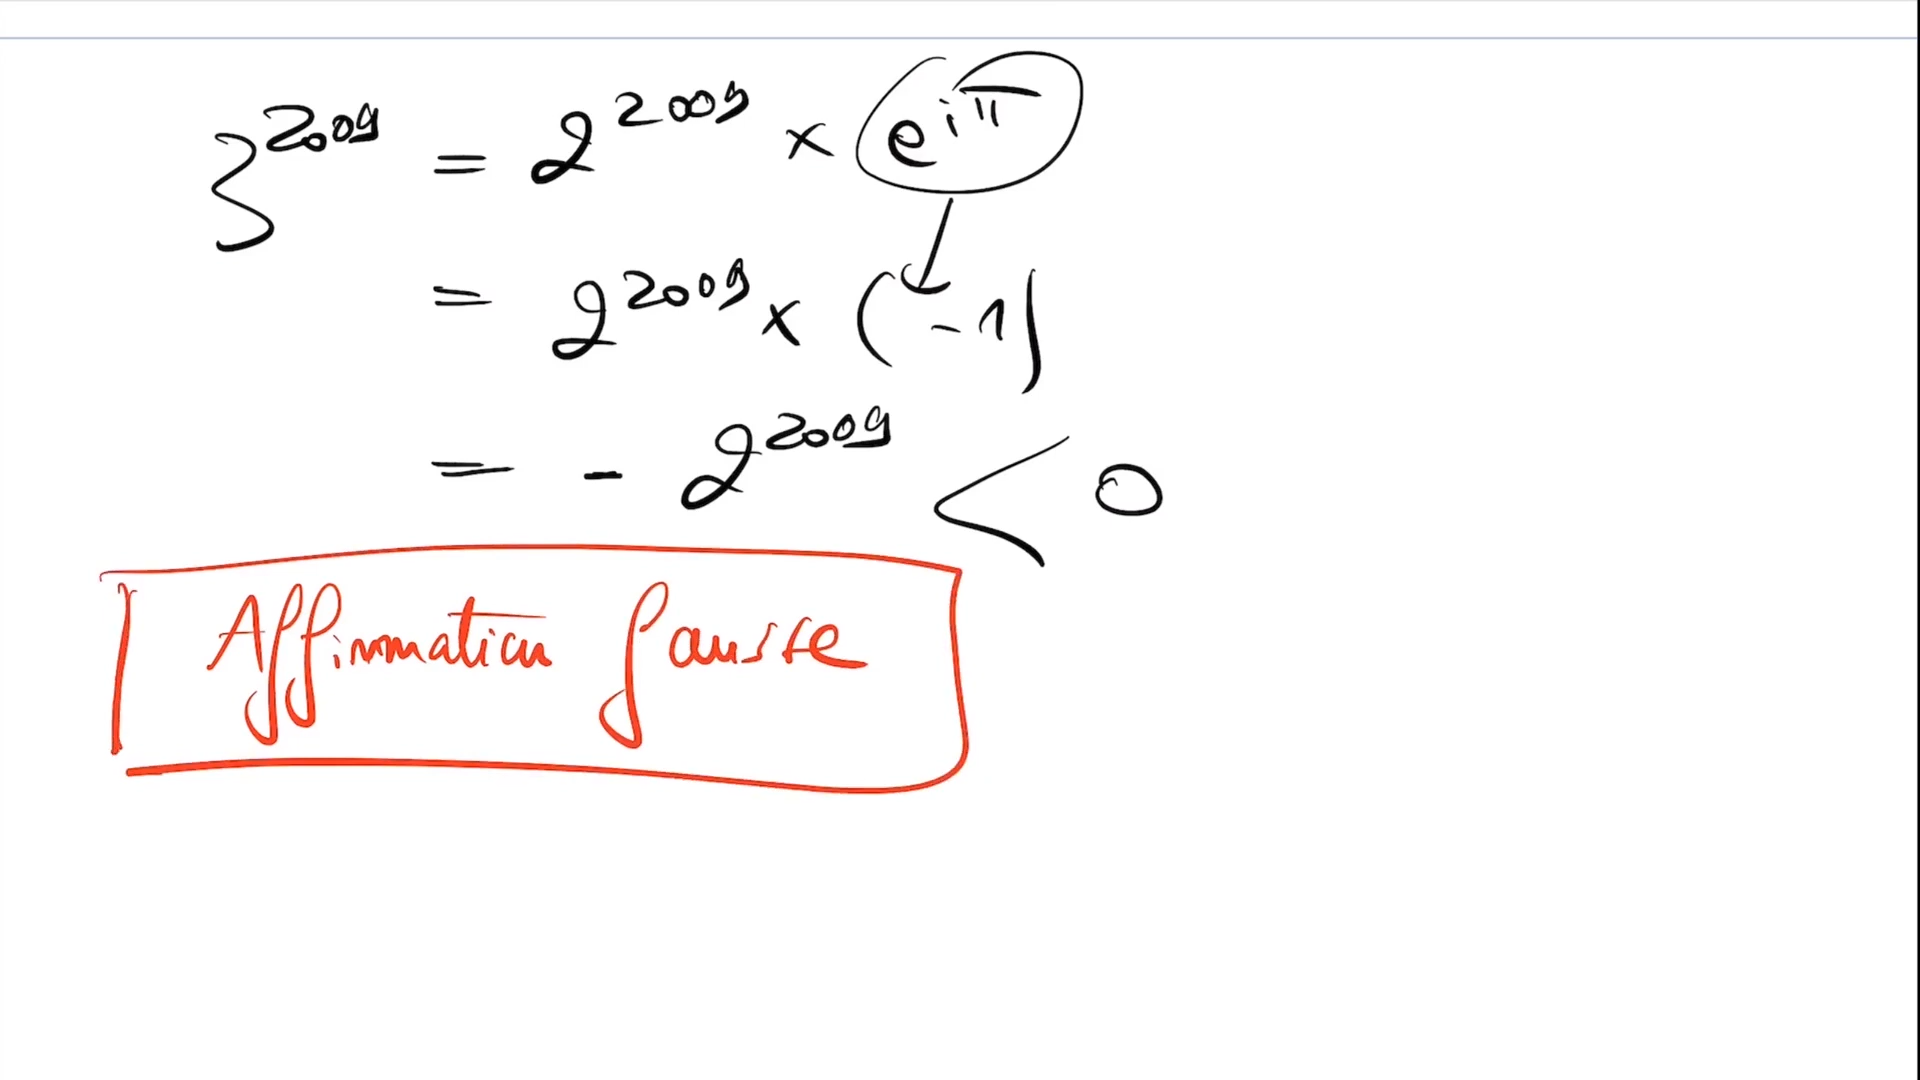 z^2009 = 2^2009 × e^iπ
= 2^2009 × (-1)
= - 2^2009 < 0
Affirmation fausse